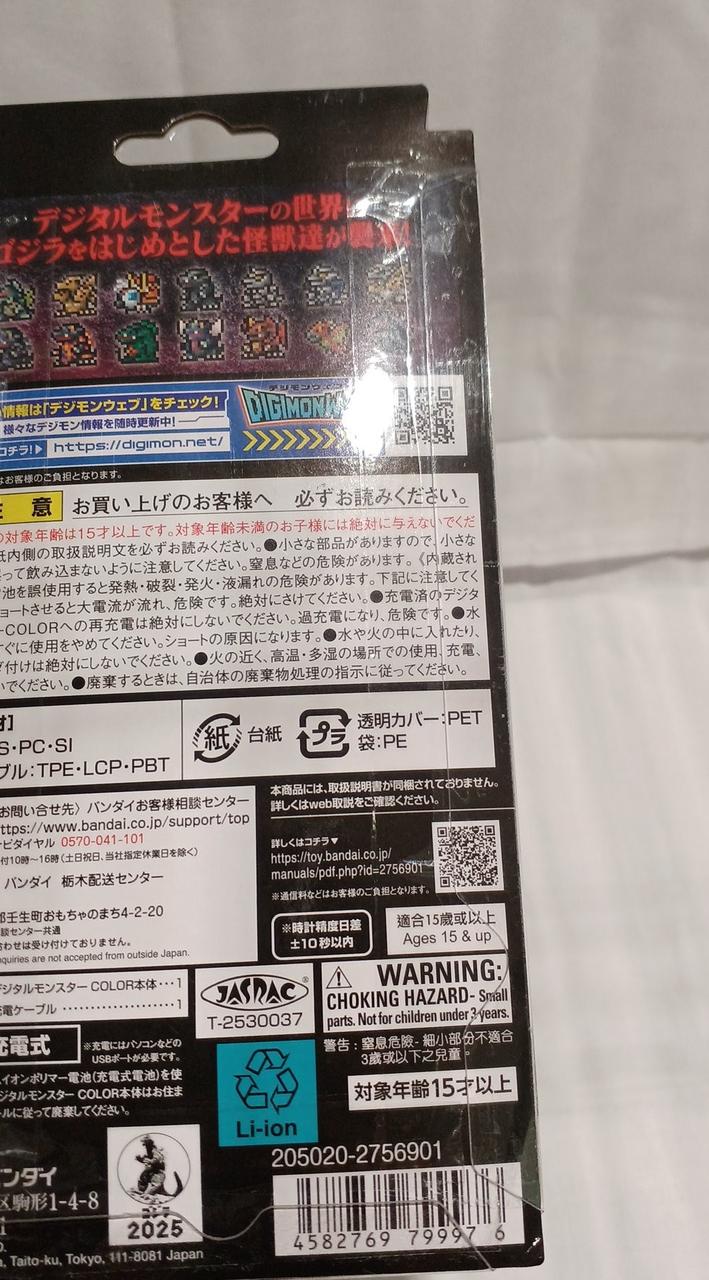 デジタルモンスターの世界
ゴジラをはじめとした怪獣達が襲
情報は「デジモンウェブ」をチェック!
様々なデジモン情報を随時更新中!
コチラ!▶ https://digimon.net/
デジモンウェブ
DIGIMONW
はお客様のご負担となります。
意 お買い上げのお客様へ 必ずお読みください。
の対象年齢は15才以上です。対象年齢未満のお子様には絶対に与えないでくだ
紙内側の取扱説明文を必ずお読みください。●小さな部品がありますので、小さな
って飲み込まないように注意してください。窒息などの危険があります。《内蔵され
池を誤使用すると発熱・破裂・発火・液漏れの危険があります。下記に注意してく
ョートさせると大電流が流れ、危険です。絶対にさけてください。●充電済のデジタ
-COLORへの再充電は絶対にしないでください。過充電になり、危険です。●水
すぐに使用をやめてください。ショートの原因になります。●水や火の中に入れたり、
ダ付けは絶対にしないでください。●火の近く、高温・多湿の場所での使用、充電、
いでください。●廃棄するときは、自治体の廃棄物処理の指示に従ってください。
材]
S・PC・SI
ブル:TPE・LCP・PBT
紙 台紙
プラ 透明カバー:PET
袋:PE
お問い合せ先〉バンダイお客様相談センター
ttps://www.bandai.co.jp/support/top
ナビダイヤル 0570-041-101
付10時〜16時(土日祝日、当社指定休業日を除く)
バンダイ 栃木配送センター
郡壬生町おもちゃのまち4-2-20
談センター共通
合わせは受け付けておりません。
nquiries are not accepted from outside Japan.
本商品には、取扱説明書が同梱されておりません。
詳しくはweb取説をご確認ください。
詳しくはコチラ▼
https://toy.bandai.co.jp/
manuals/pdf.php?id=2756901
※通信料などはお客様のご負担となります。
※時計精度日差
±10秒以内
適合15歳或以上
Ages 15 & up
デジタルモンスター COLOR本体…1
充電ケーブル……1
JASRAC®
T-2530037
WARNING:
CHOKING HAZARD- Small
parts. Not for children under 3 years.
警告:窒息危險-細小部分不適合
3歲或以下之兒童。
充電式
※充電にはパソコンなどの
USBポートが必要です。
イオンポリマー電池(充電式電池)を使
デジタルモンスター COLOR本体はお住ま
ールに従って廃棄してください。
Li-ion
対象年齢15才以上
205020-2756901
ンダイ
区駒形1-4-8
2025
, Taito-ku, Tokyo, 111-8081 Japan
4582769 79997 6